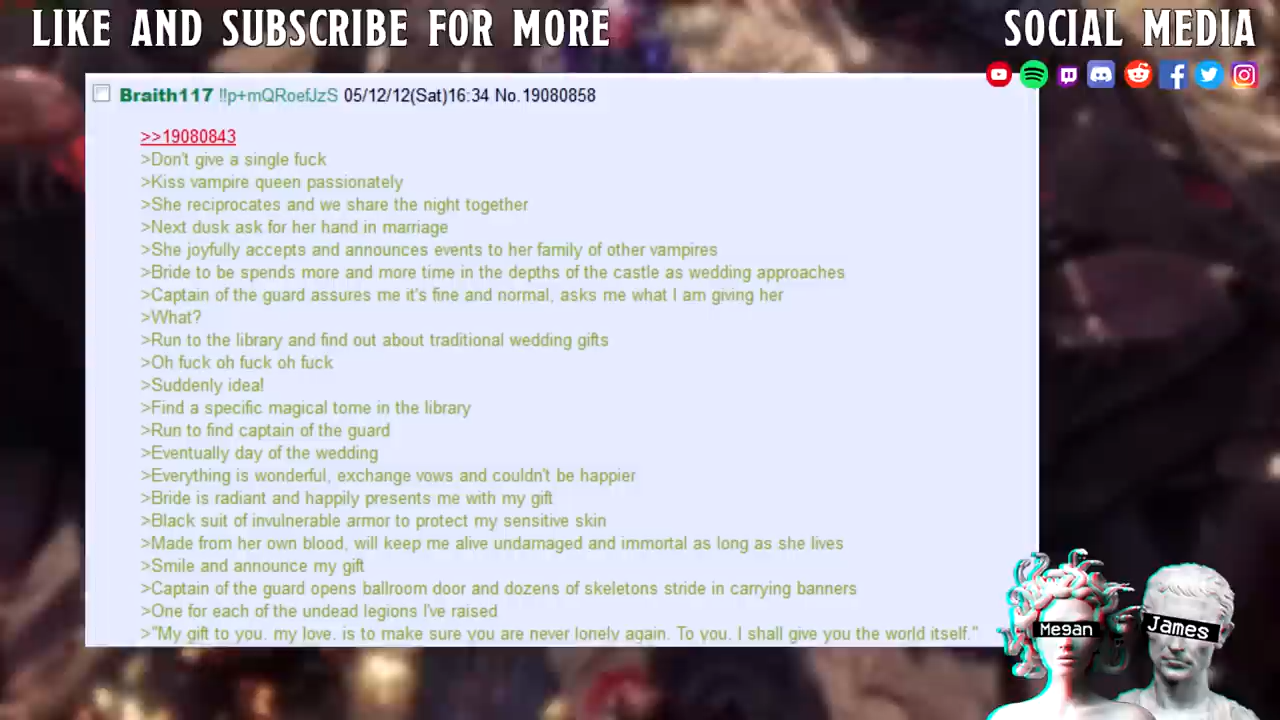 LIKE AND SUBSCRIBE FOR MORE
SOCIAL MEDIA
Braith117 !!p+mQRoefJzS 05/12/12(Sat)16:34 No.19080858
>>19080843
>Don't give a single fuck
>Kiss vampire queen passionately
>She reciprocates and we share the night together
>Next dusk ask for her hand in marriage
>She joyfully accepts and announces events to her family of other vampires
>Bride to be spends more and more time in the depths of the castle as wedding approaches
>Captain of the guard assures me it's fine and normal, asks me what I am giving her
>What?
>Run to the library and find out about traditional wedding gifts
>Oh fuck oh fuck oh fuck
>Suddenly idea!
>Find a specific magical tome in the library
>Run to find captain of the guard
>Eventually day of the wedding
>Everything is wonderful, exchange vows and couldn't be happier
>Bride is radiant and happily presents me with my gift
>Black suit of invulnerable armor to protect my sensitive skin
>Made from her own blood, will keep me alive undamaged and immortal as long as she lives
>Smile and announce my gift
>Captain of the guard opens ballroom door and dozens of skeletons stride in carrying banners
>One for each of the undead legions I've raised
>"My gift to you, my love, is to make sure you are never lonely again. To you, I shall give you the world itself."
Megan
James